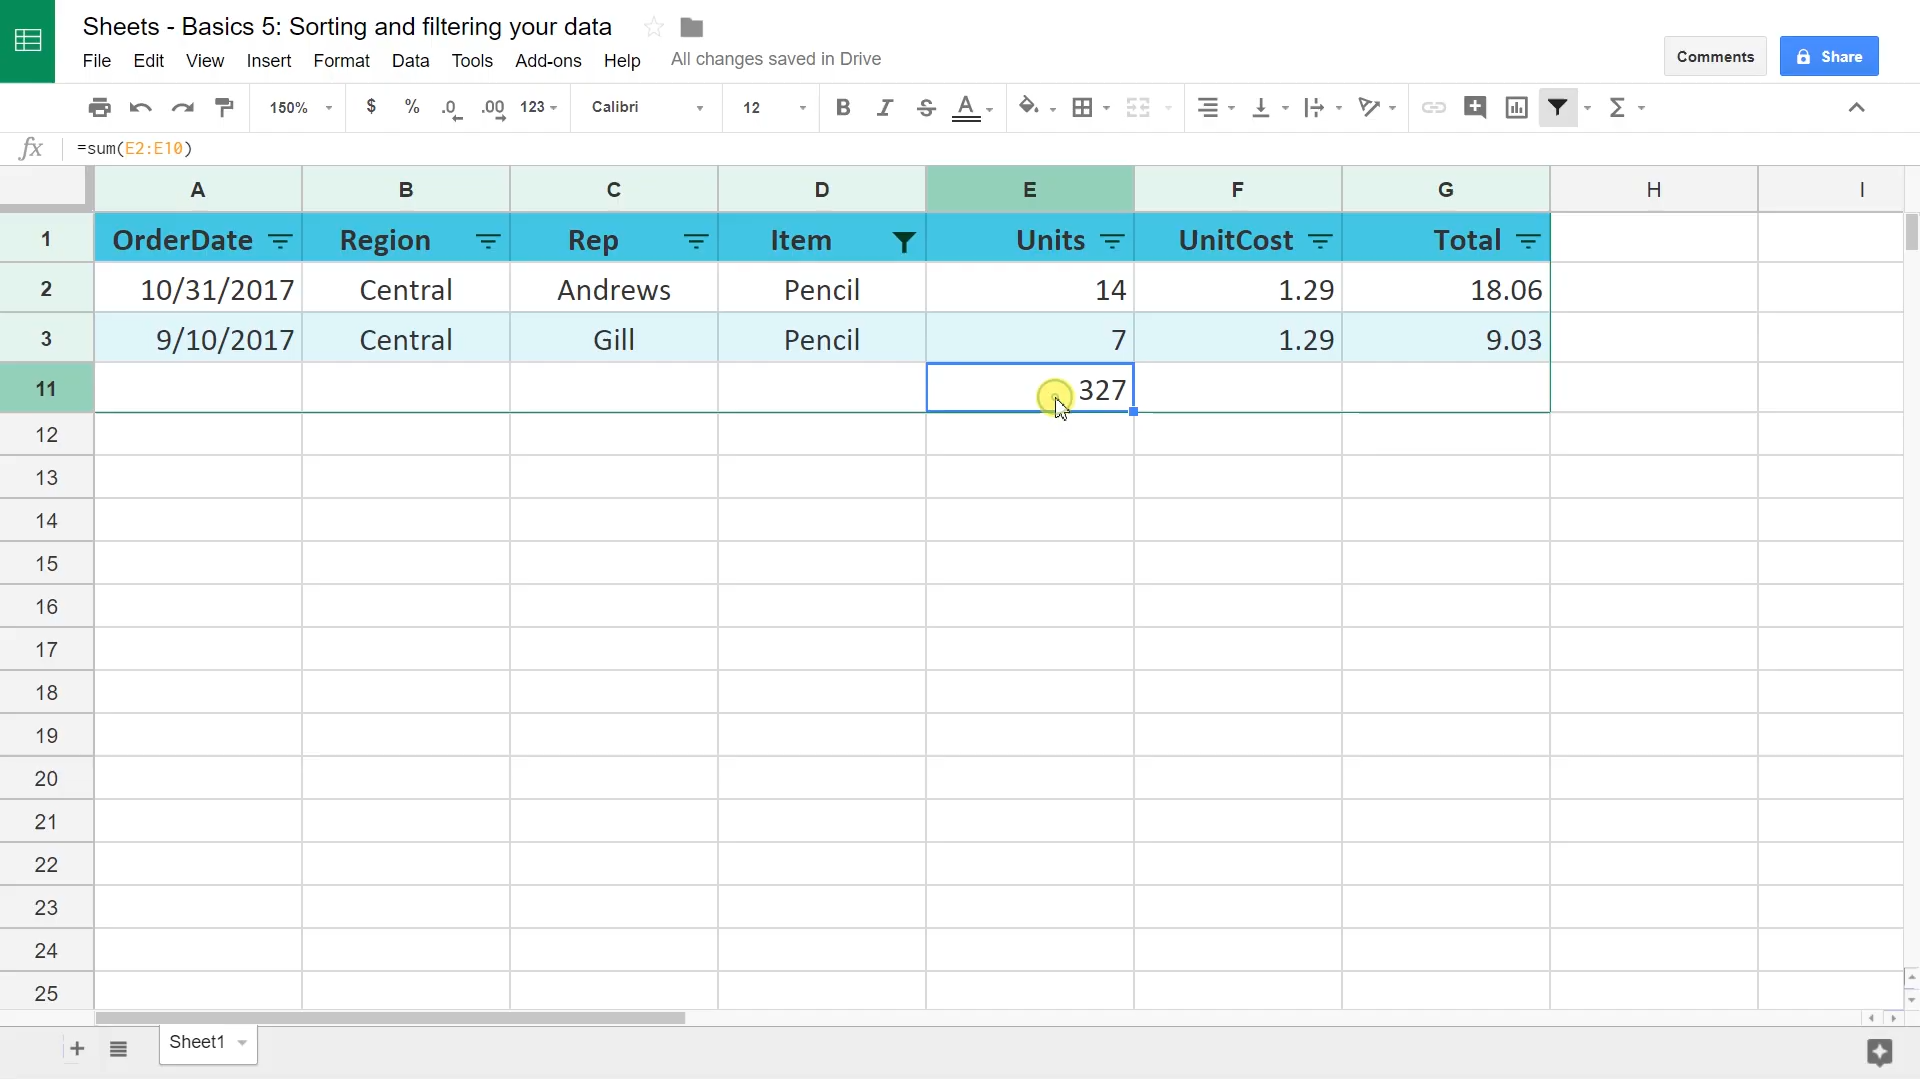 Sheets - Basics 5: Sorting and filtering your data
File Edit View Insert Format Data Tools Add-ons Help All changes saved in Drive
Comments Share
150% $ % .0 .00 123 Calibri 12 B I S A Σ
fx =sum(E2:E10)
A B C D E F G H I
1 OrderDate Region Rep Item Units UnitCost Total
2 10/31/2017 Central Andrews Pencil 14 1.29 18.06
3 9/10/2017 Central Gill Pencil 7 1.29 9.03
11 327
12
13
14
15
16
17
18
19
20
21
22
23
24
25
+ Sheet1